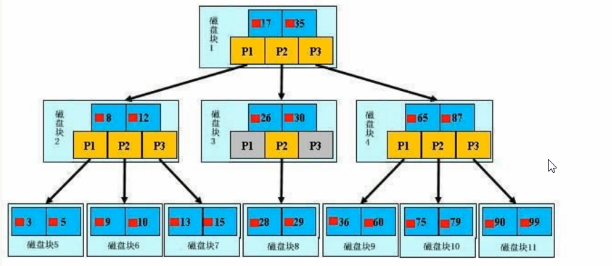 磁盘块1
17 35
P1 P2 P3
磁盘块2
8 12
P1 P2 P3
磁盘块3
26 30
P1 P2 P3
磁盘块4
65 87
P1 P2 P3
3 5
磁盘块5
9 10
磁盘块6
13 15
磁盘块7
28 29
磁盘块8
36 60
磁盘块9
75 79
磁盘块10
90 99
磁盘块11